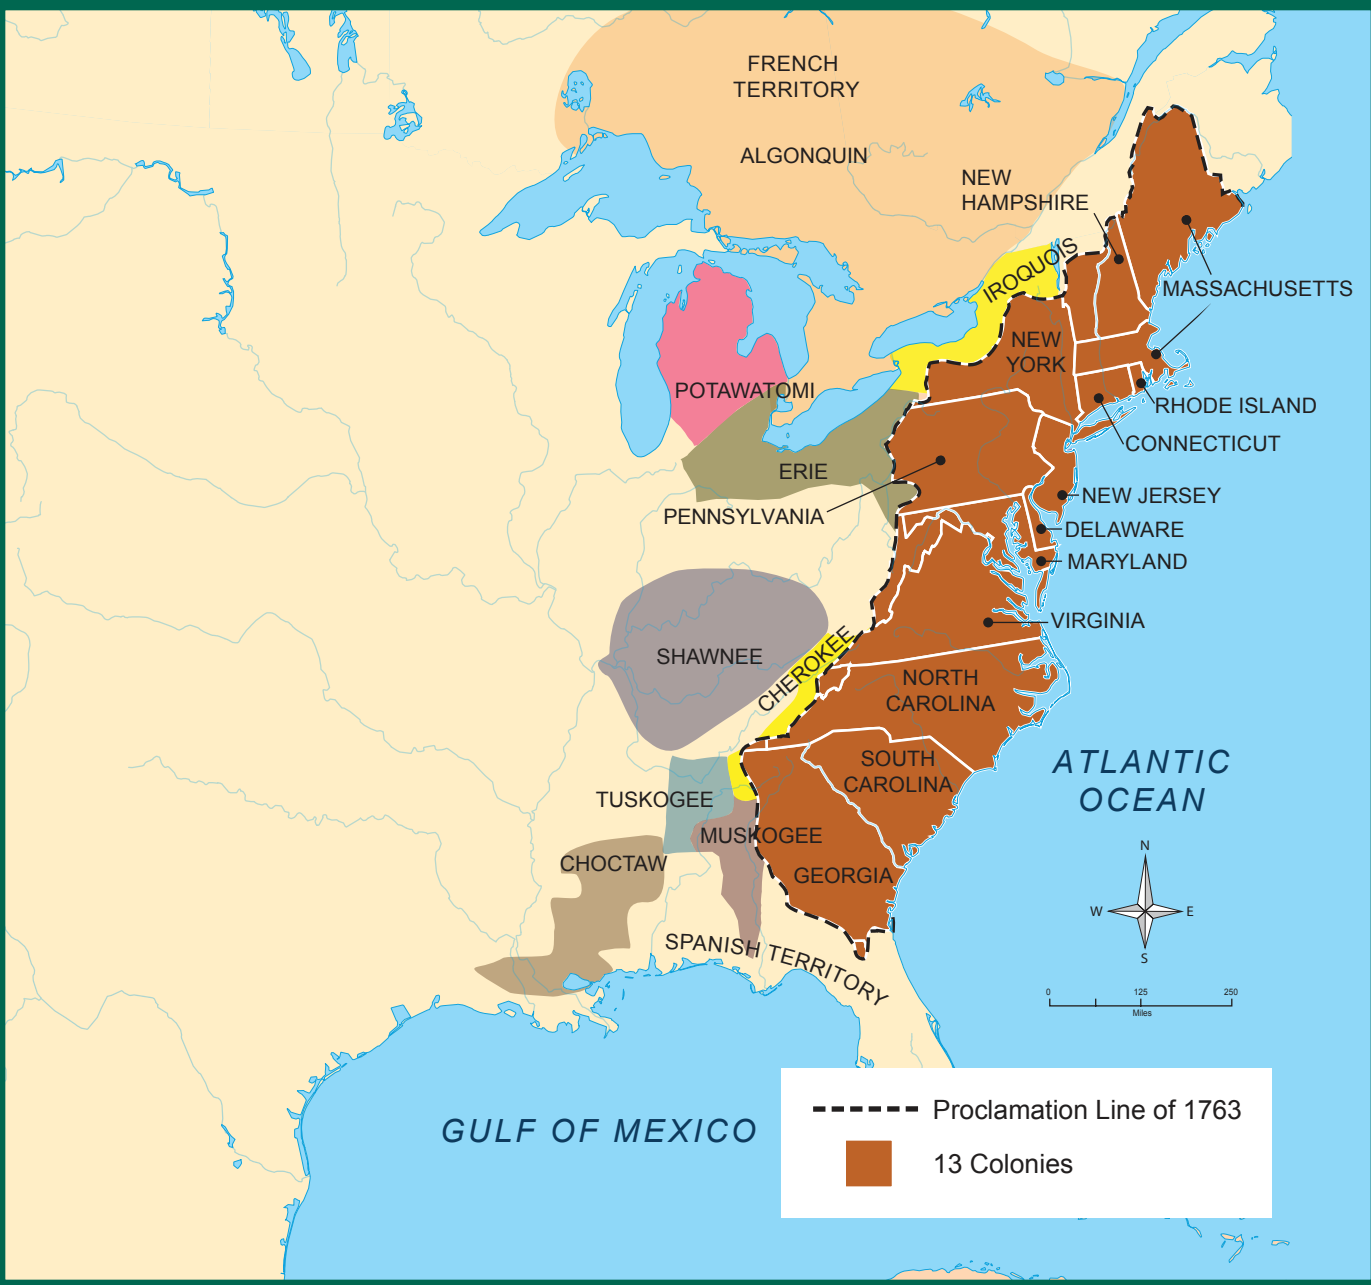 FRENCH
TERRITORY
ALGONQUIN
NEW
HAMPSHIRE
IROQUOIS
MASSACHUSETTS
NEW
YORK
POTAWATOMI
RHODE ISLAND
CONNECTICUT
ERIE
NEW JERSEY
PENNSYLVANIA
DELAWARE
MARYLAND
VIRGINIA
SHAWNEE
CHEROKEE
NORTH
CAROLINA
SOUTH
CAROLINA
ATLANTIC
OCEAN
TUSKOGEE
MUSKOGEE
CHOCTAW
GEORGIA
N
W
E
S
SPANISH TERRITORY
0 125 250
Miles
GULF OF MEXICO
Proclamation Line of 1763
13 Colonies